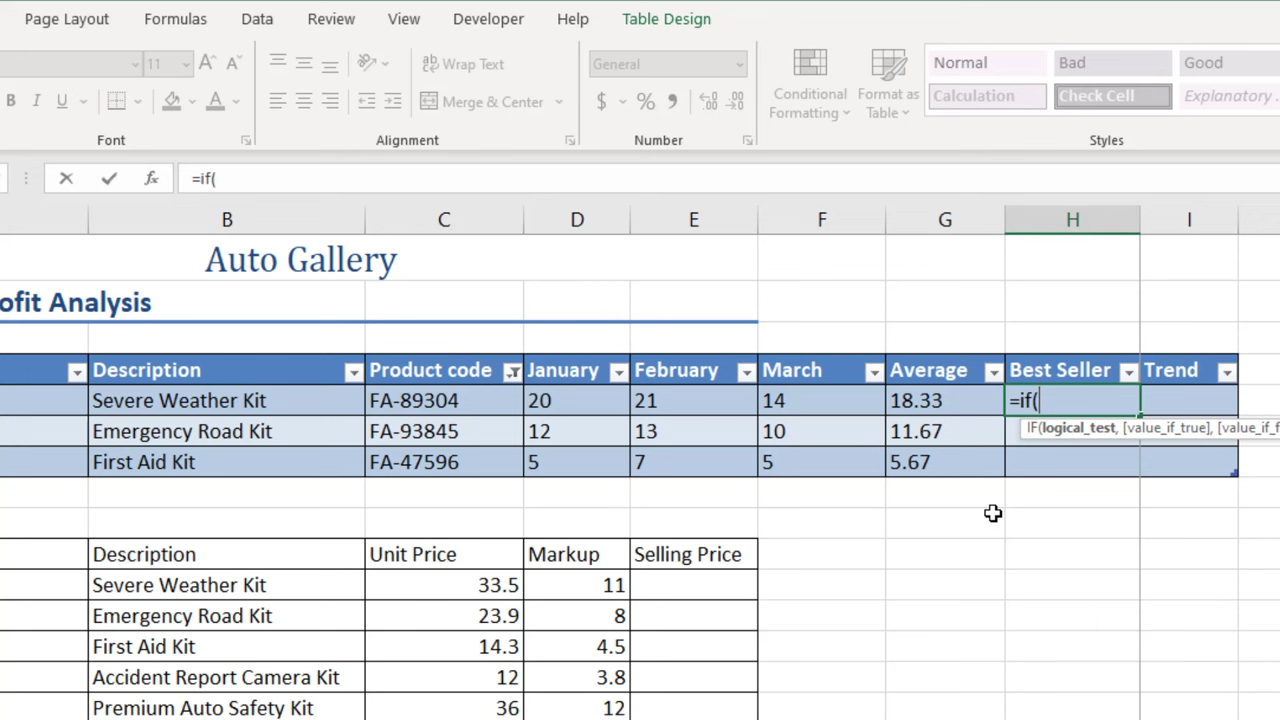 Page Layout Formulas Data Review View Developer Help Table Design
11 A A ab Wrap Text General Normal Bad Good
B I U A Merge & Center $ % 9 .00 .00 Conditional Formatting Format as Table Calculation Check Cell Explanatory ...
Font Alignment Number Styles
fx =if(
B C D E F G H I
Auto Gallery
ofit Analysis
Description Product code January February March Average Best Seller Trend
Severe Weather Kit FA-89304 20 21 14 18.33 =if(
IF(logical_test, [value_if_true], [value_if_f
Emergency Road Kit FA-93845 12 13 10 11.67
First Aid Kit FA-47596 5 7 5 5.67
Description Unit Price Markup Selling Price
Severe Weather Kit 33.5 11
Emergency Road Kit 23.9 8
First Aid Kit 14.3 4.5
Accident Report Camera Kit 12 3.8
Premium Auto Safety Kit 36 12